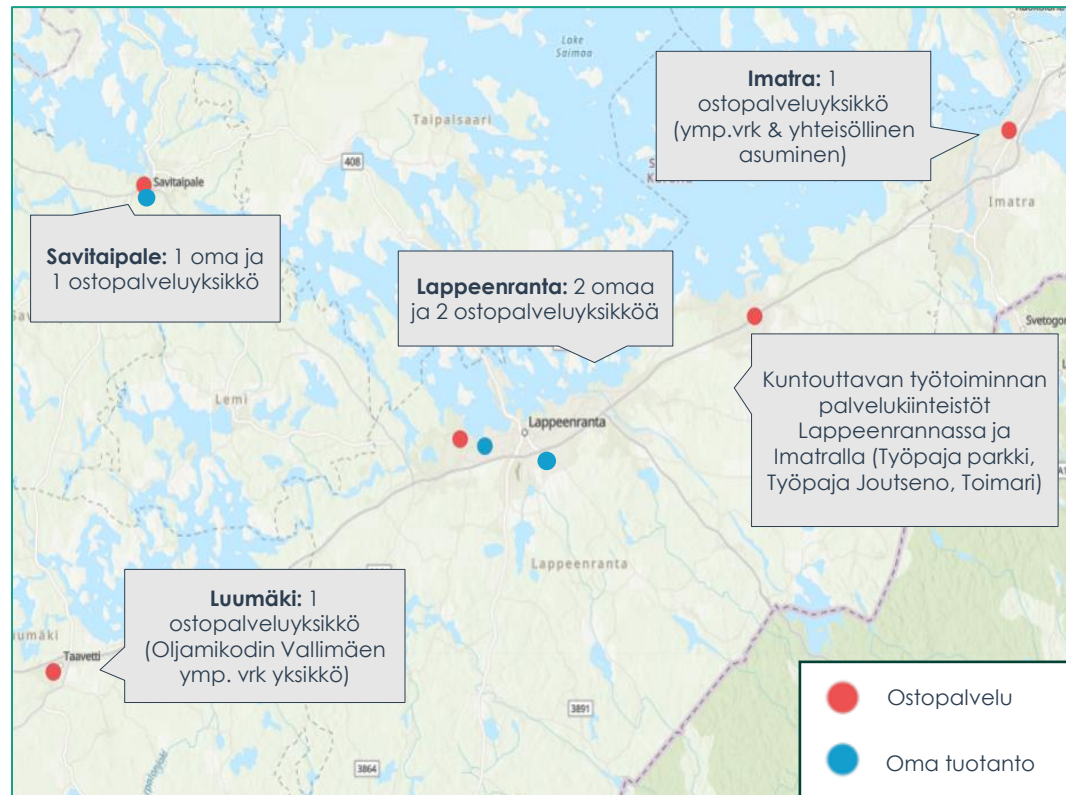 Lake
Saimaa
Imatra: 1
ostopalveluyksikkö
(ymp.vrk & yhteisöllinen
asuminen)
Taipalsaari
408
Savitaipale
Imatra
Savitaipale: 1 oma ja
1 ostopalveluyksikkö
Lappeenranta: 2 omaa
ja 2 ostopalveluyksikköä
Svetogor
Kuntouttavan työtoiminnan
palvelukiinteistöt
Lappeenrannassa ja
Imatralla (Työpaja parkki,
Työpaja Joutseno, Toimari)
Lemi
Lappeenranta
Lappeenranta
Luumäki: 1
ostopalveluyksikkö
(Oljamikodin Vallimäen
ymp. vrk yksikkö)
uumäki
Taavetti
3891
3864
Ostopalvelu
Oma tuotanto